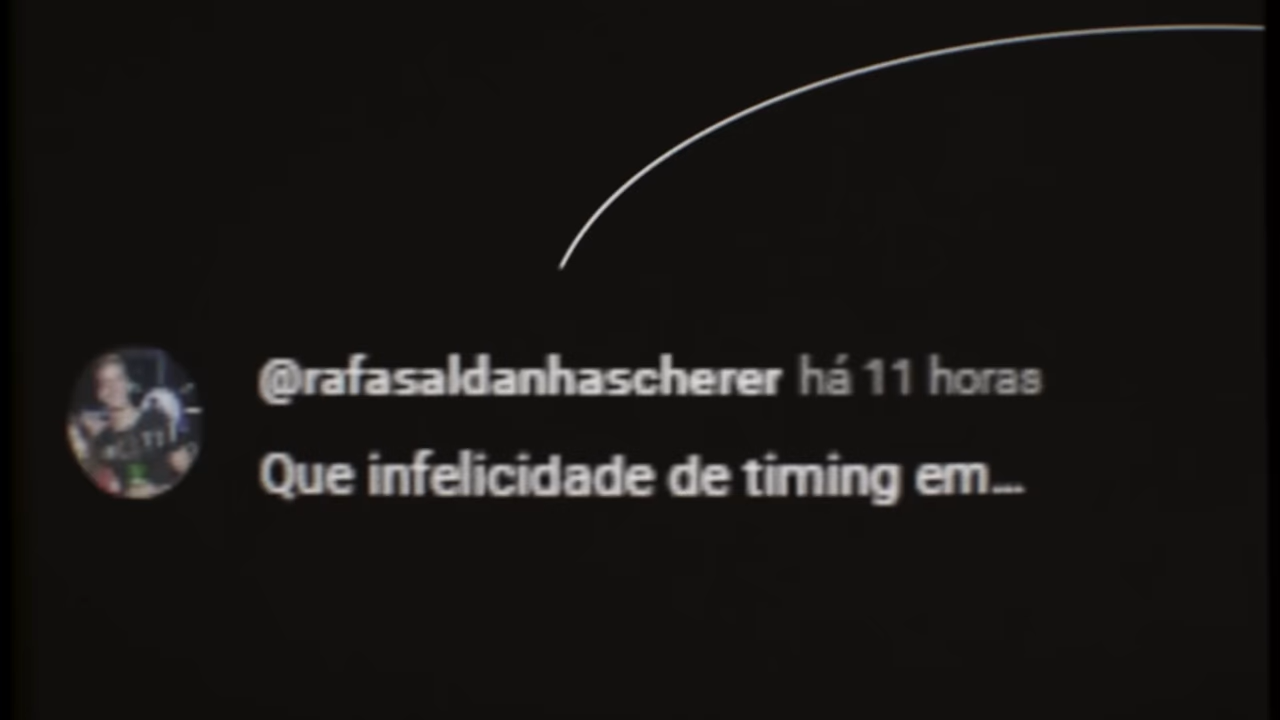 @rafasaldanhascherer há 11 horas
Que infelicidade de timing em...